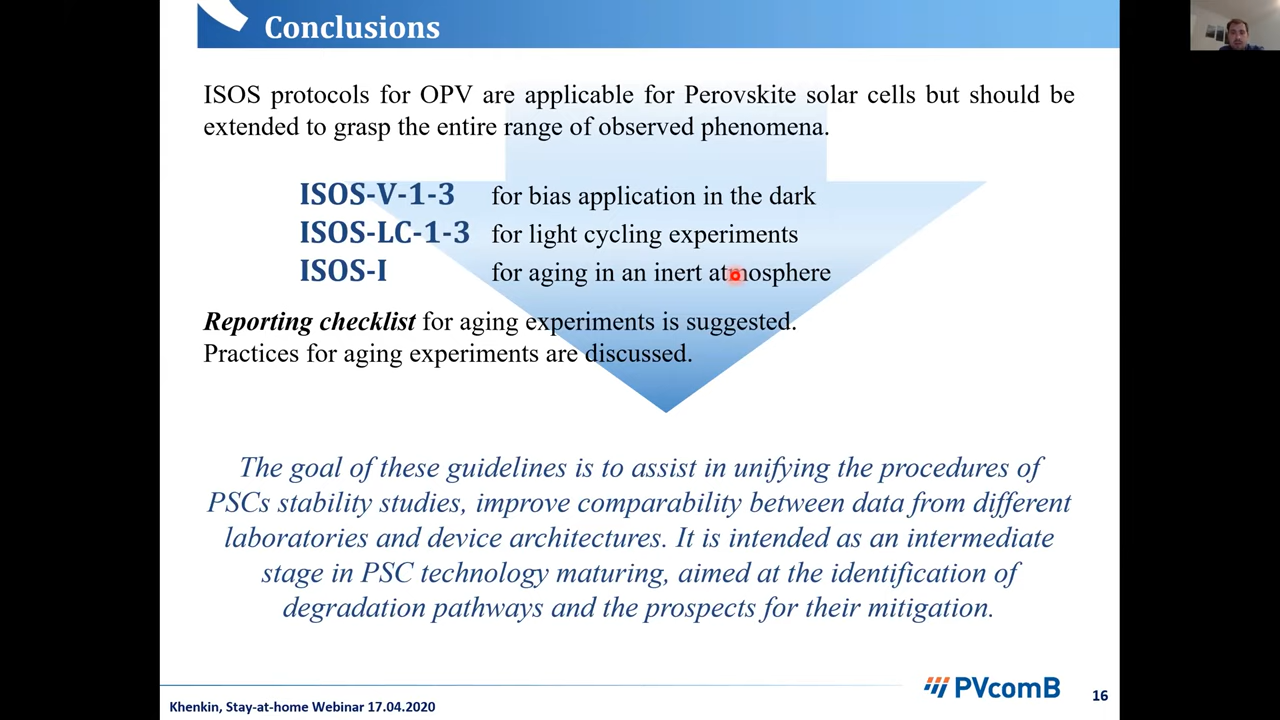 Conclusions
ISOS protocols for OPV are applicable for Perovskite solar cells but should be
extended to grasp the entire range of observed phenomena.
ISOS-V-1-3 for bias application in the dark
ISOS-LC-1-3 for light cycling experiments
ISOS-I for aging in an inert atmosphere
Reporting checklist for aging experiments is suggested.
Practices for aging experiments are discussed.
The goal of these guidelines is to assist in unifying the procedures of
PSCs stability studies, improve comparability between data from different
laboratories and device architectures. It is intended as an intermediate
stage in PSC technology maturing, aimed at the identification of
degradation pathways and the prospects for their mitigation.
PVcomB
16
Khenkin, Stay-at-home Webinar 17.04.2020